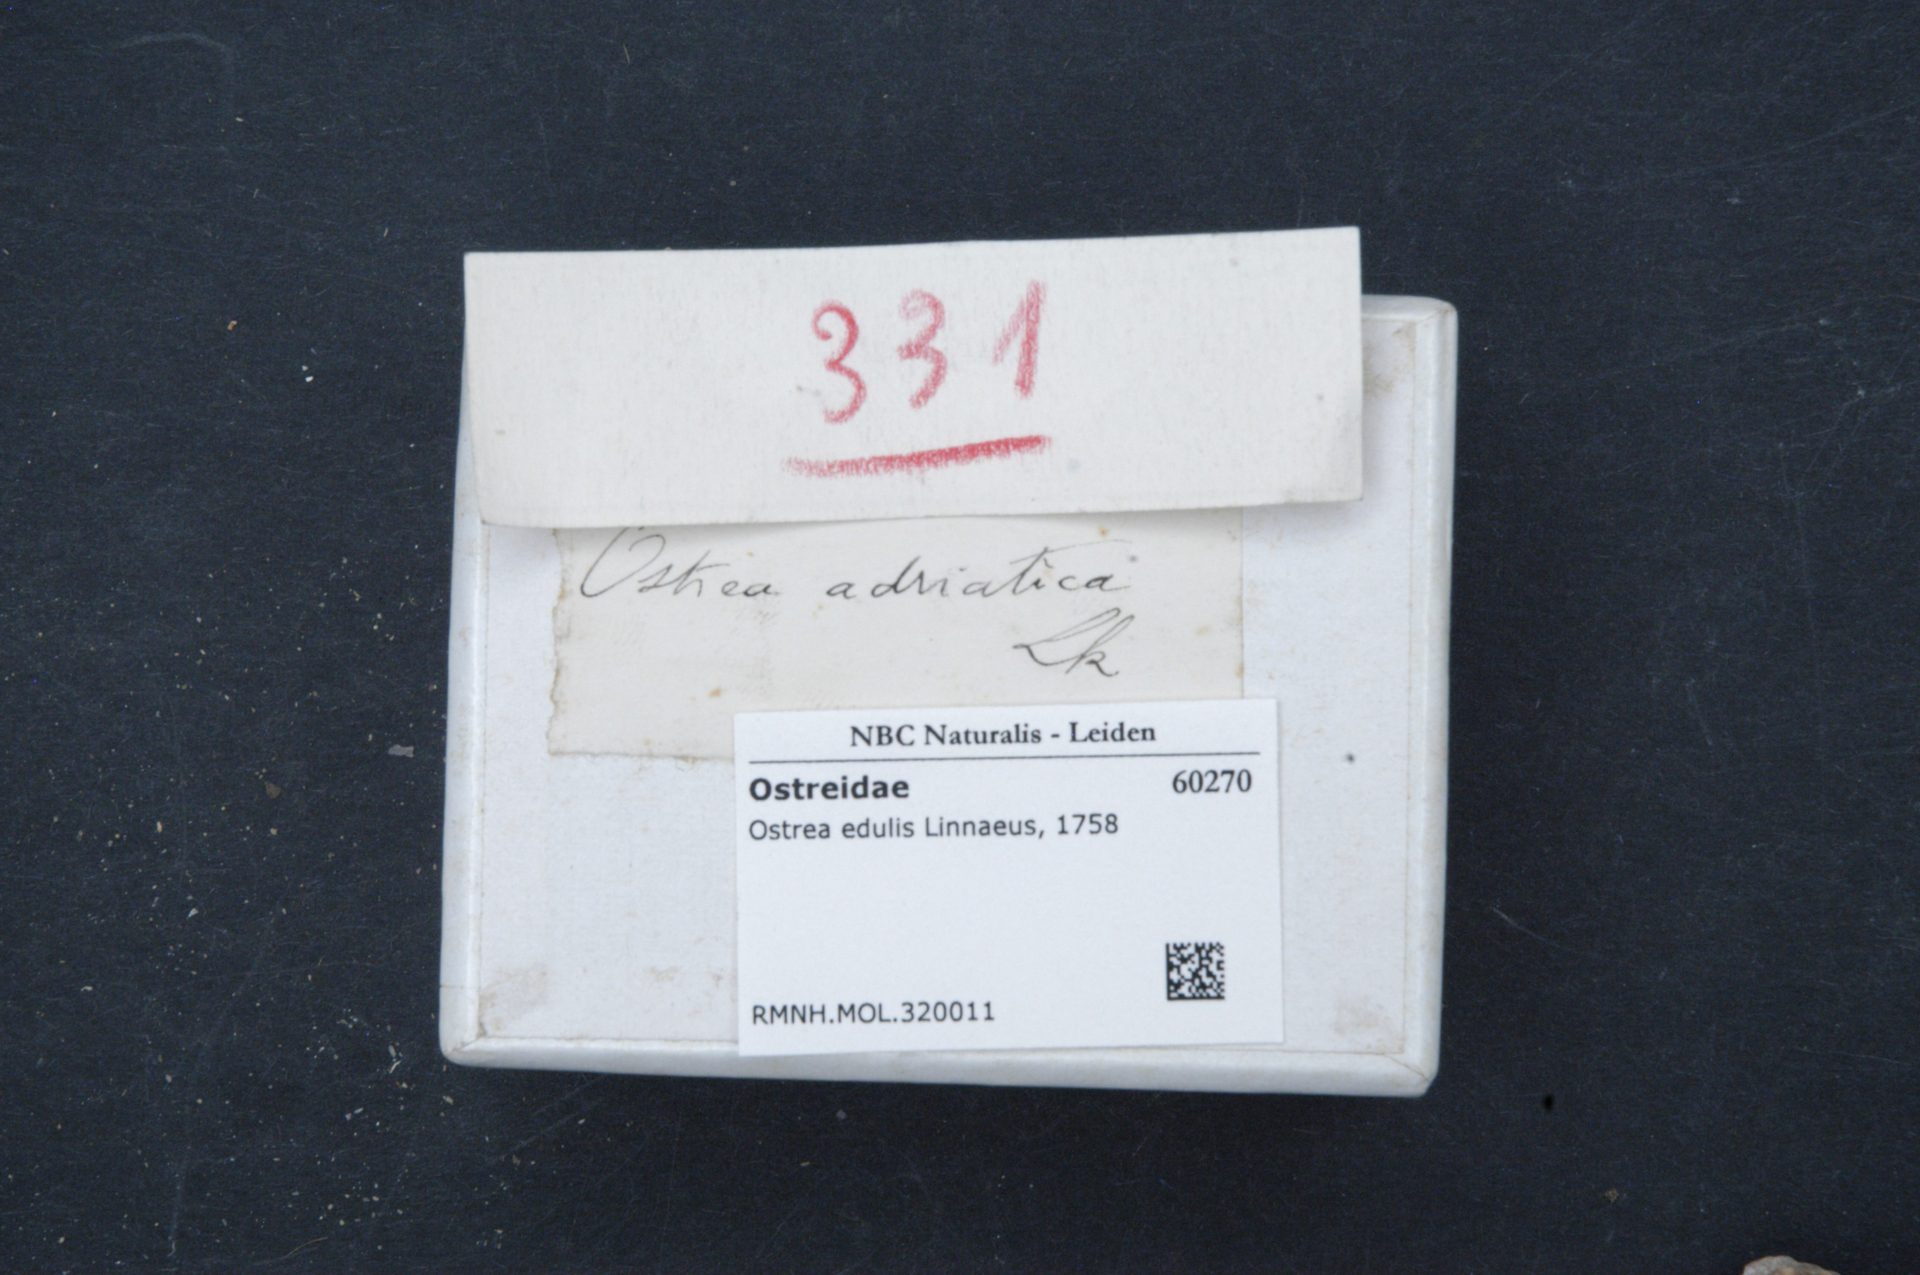 331
Ostrea adriatica
Lk
NBC Naturalis - Leiden
Ostreidae 60270
Ostrea edulis Linnaeus, 1758
RMNH.MOL.320011